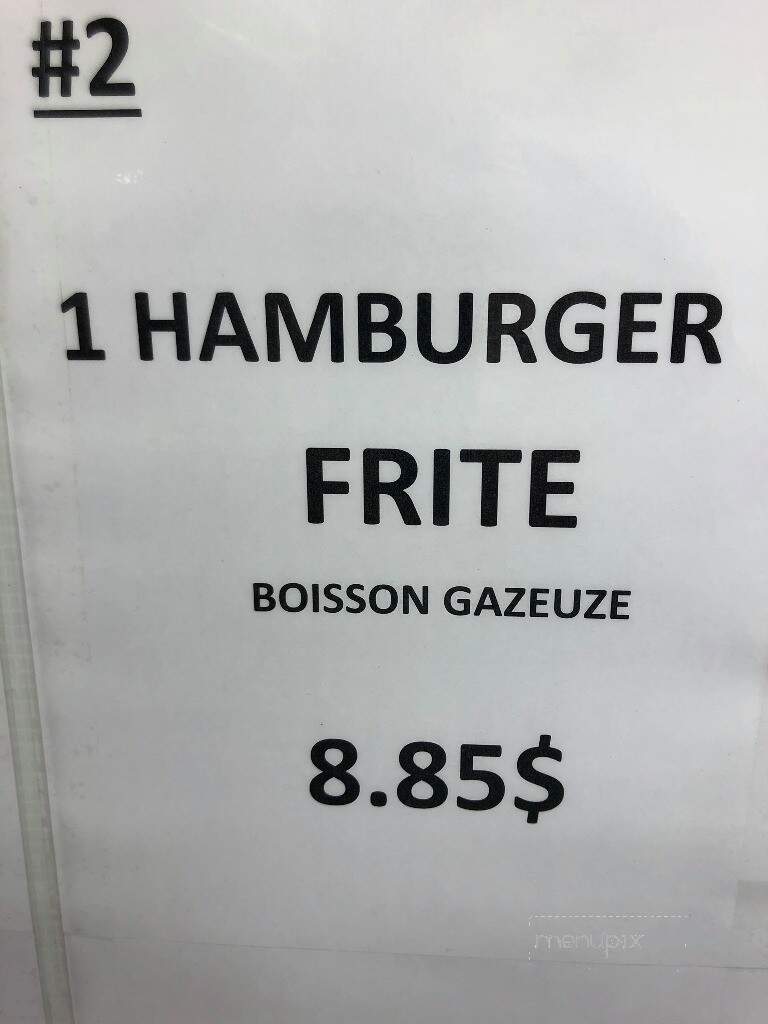 #2
1 HAMBURGER
FRITE
BOISSON GAZEUZE
8.85$
menupix